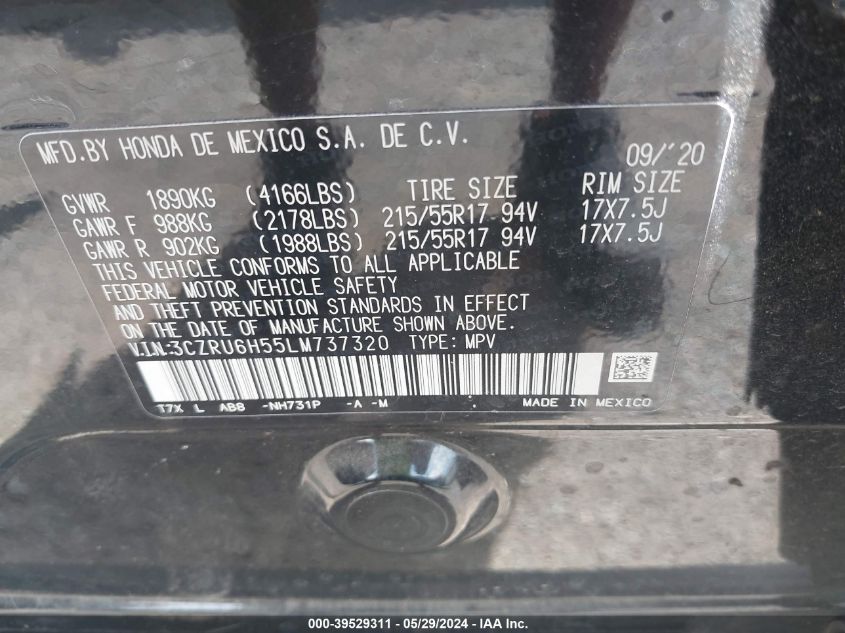 MFD.BY HONDA DE MEXICO S.A. DE C.V. 09/'20
GVWR 1890KG (4166LBS) TIRE SIZE RIM SIZE
GAWR F 988KG (2178LBS) 215/55R17 94V 17X7.5J
GAWR R 902KG (1988LBS) 215/55R17 94V 17X7.5J
THIS VEHICLE CONFORMS TO ALL APPLICABLE
FEDERAL MOTOR VEHICLE SAFETY
AND THEFT PREVENTION STANDARDS IN EFFECT
ON THE DATE OF MANUFACTURE SHOWN ABOVE.
V.I.N:3CZRU6H55LM737320 TYPE: MPV
T7X L AB8 -NH731P -A -M MADE IN MEXICO
000-39529311 - 05/29/2024 - IAA Inc.